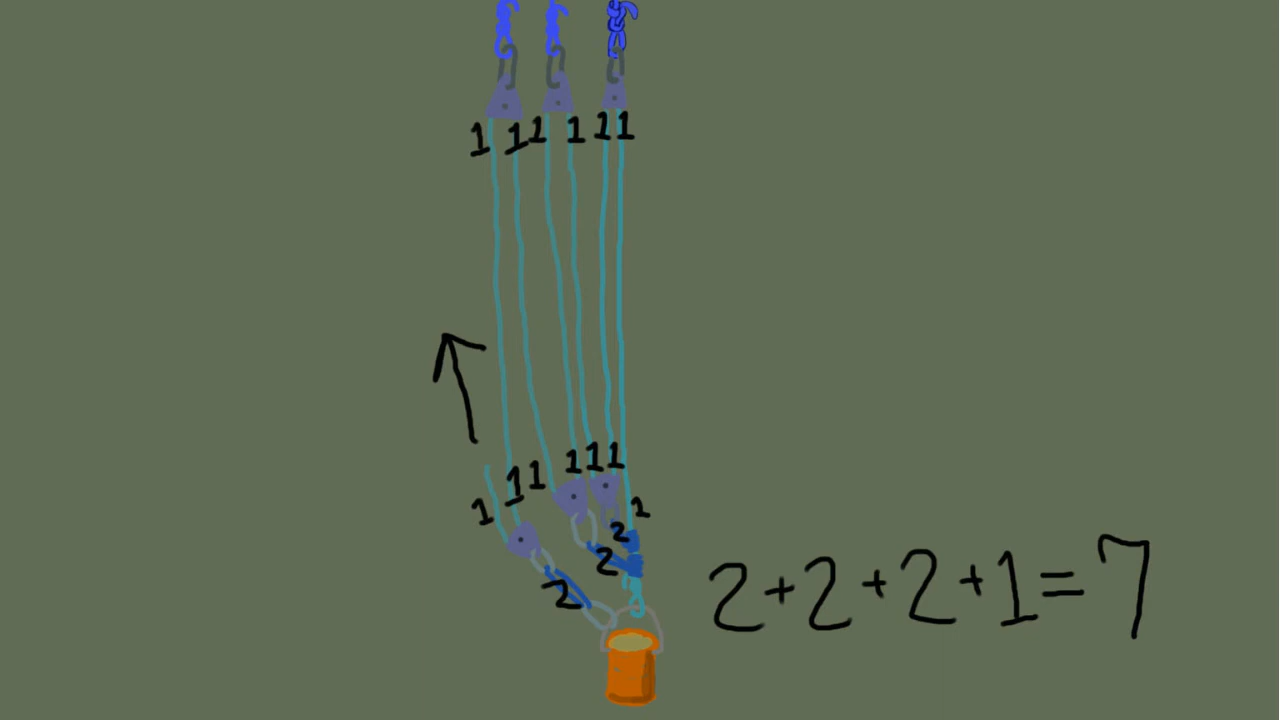 1 1 1 1 1 1
1 1 1
1 1 1 1
2
2
2 2+2+2+1=7